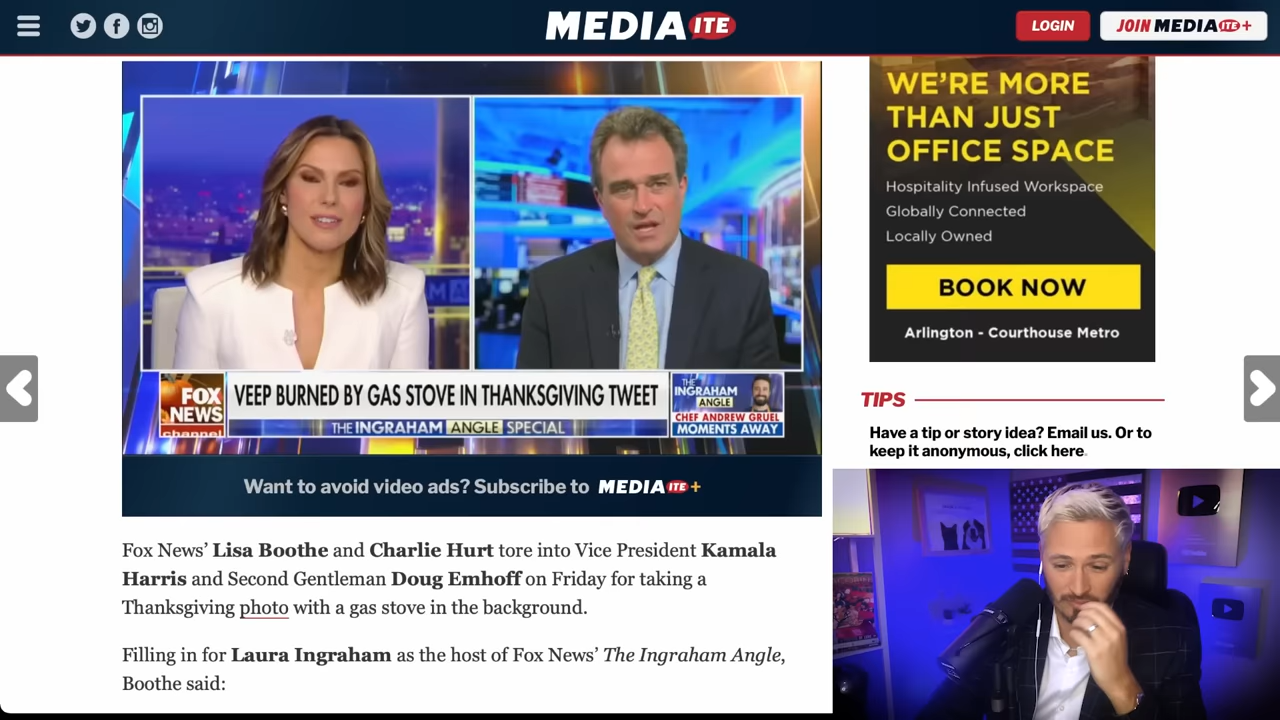 MEDIAITE
LOGIN
JOIN MEDIAITE+
FOX
NEWS
channel
VEEP BURNED BY GAS STOVE IN THANKSGIVING TWEET
THE INGRAHAM ANGLE SPECIAL
THE
INGRAHAM
ANGLE
CHEF ANDREW GRUEL
MOMENTS AWAY
Want to avoid video ads? Subscribe to MEDIAITE+
Fox News’ Lisa Boothe and Charlie Hurt tore into Vice President Kamala
Harris and Second Gentleman Doug Emhoff on Friday for taking a
Thanksgiving photo with a gas stove in the background.
Filling in for Laura Ingraham as the host of Fox News’ The Ingraham Angle,
Boothe said:
WE’RE MORE
THAN JUST
OFFICE SPACE
Hospitality Infused Workspace
Globally Connected
Locally Owned
BOOK NOW
Arlington - Courthouse Metro
TIPS
Have a tip or story idea? Email us. Or to
keep it anonymous, click here.